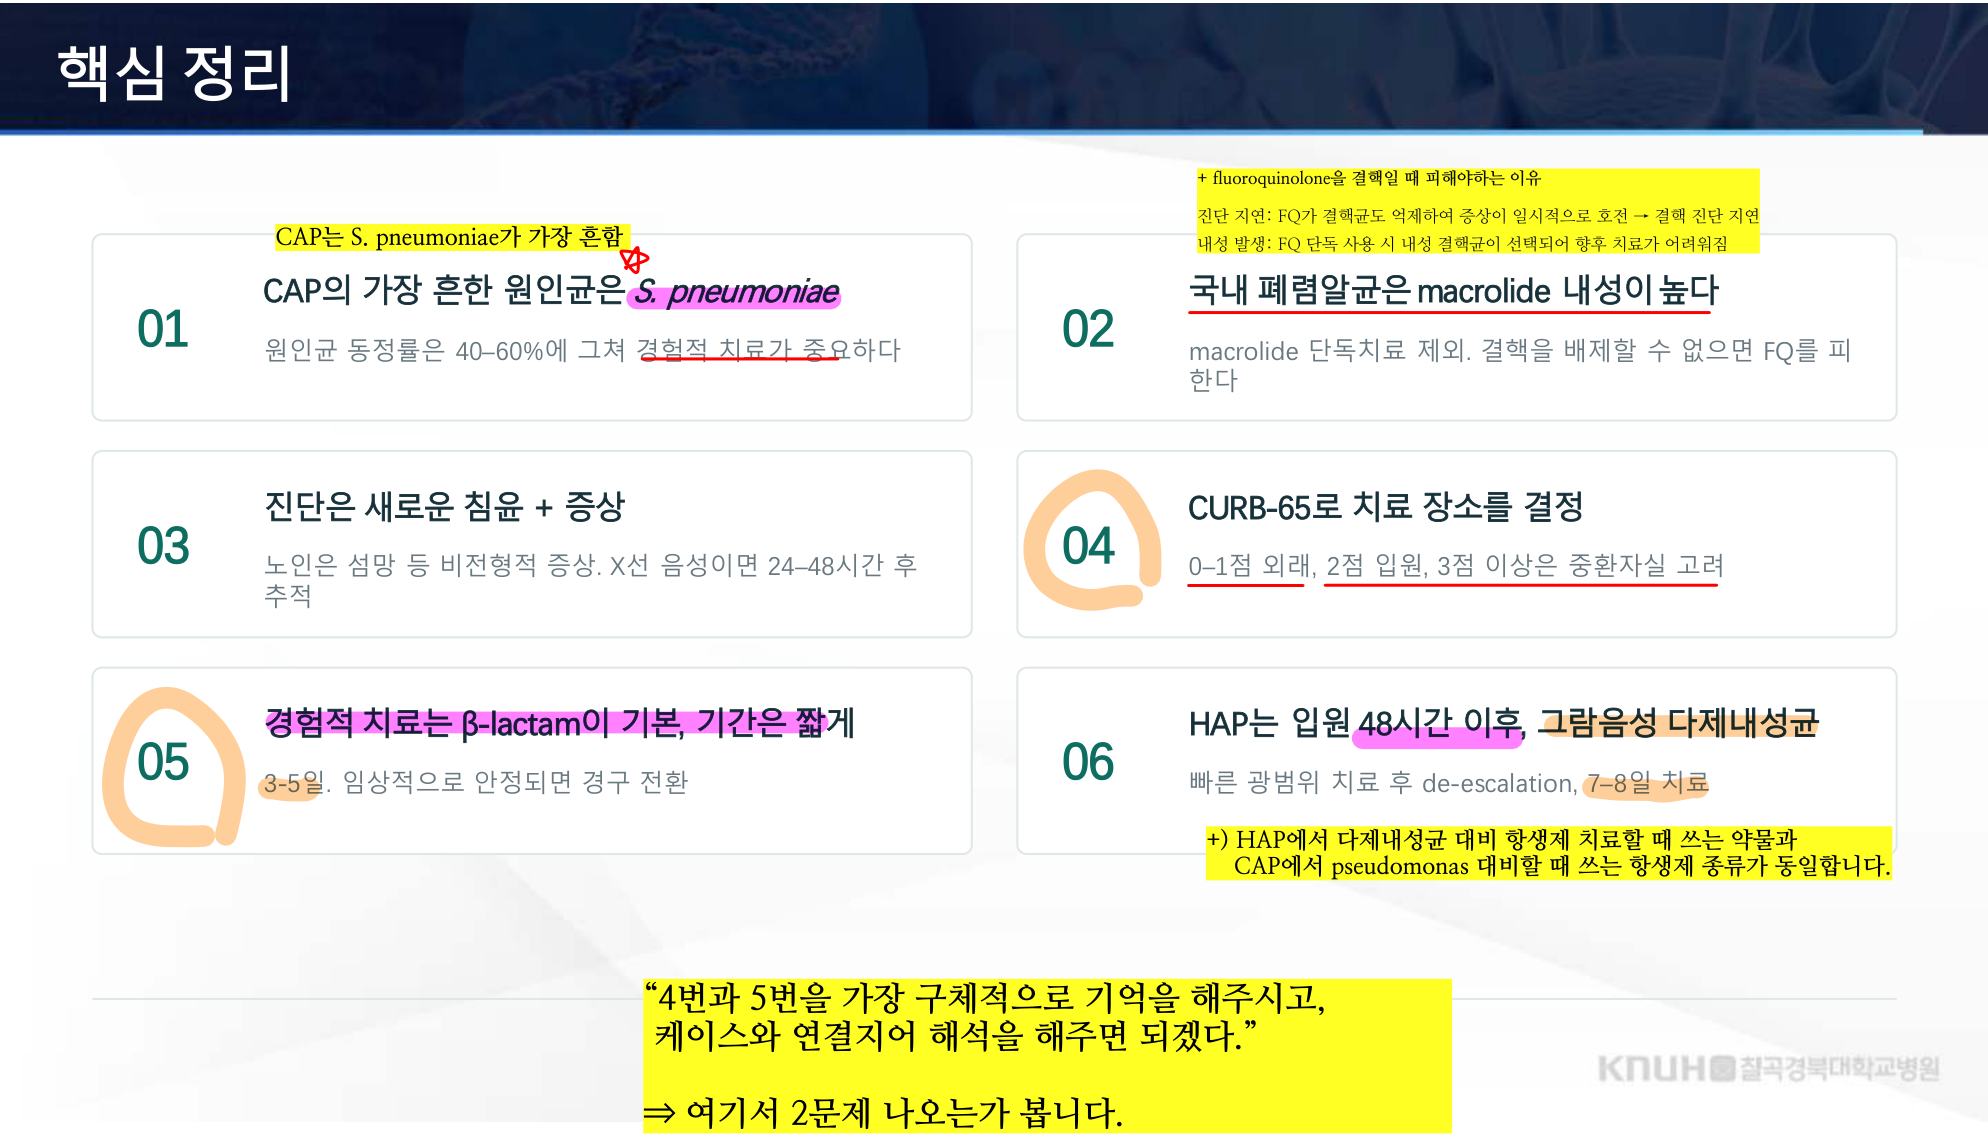 핵심 정리
CAP는 S. pneumoniae가 가장 흔함
01
CAP의 가장 흔한 원인균은 S. pneumoniae
원인균 동정률은 40–60%에 그쳐 경험적 치료가 중요하다
+ fluoroquinolone을 결핵일 때 피해야하는 이유
진단 지연: FQ가 결핵균도 억제하여 증상이 일시적으로 호전 → 결핵 진단 지연
내성 발생: FQ 단독 사용 시 내성 결핵균이 선택되어 향후 치료가 어려워짐
02
국내 폐렴알균은 macrolide 내성이 높다
macrolide 단독치료 제외. 결핵을 배제할 수 없으면 FQ를 피
한다
03
진단은 새로운 침윤 + 증상
노인은 섬망 등 비전형적 증상. X선 음성이면 24–48시간 후
추적
04
CURB-65로 치료 장소를 결정
0–1점 외래, 2점 입원, 3점 이상은 중환자실 고려
05
경험적 치료는 β-lactam이 기본, 기간은 짧게
3-5일. 임상적으로 안정되면 경구 전환
06
HAP는 입원 48시간 이후, 그람음성 다제내성균
빠른 광범위 치료 후 de-escalation, 7–8일 치료
+) HAP에서 다제내성균 대비 항생제 치료할 때 쓰는 약물과
CAP에서 pseudomonas 대비할 때 쓰는 항생제 종류가 동일합니다.
“4번과 5번을 가장 구체적으로 기억을 해주시고,
케이스와 연결지어 해석을 해주면 되겠다.”
⇒ 여기서 2문제 나오는가 봅니다.
KNUH 칠곡경북대학교병원